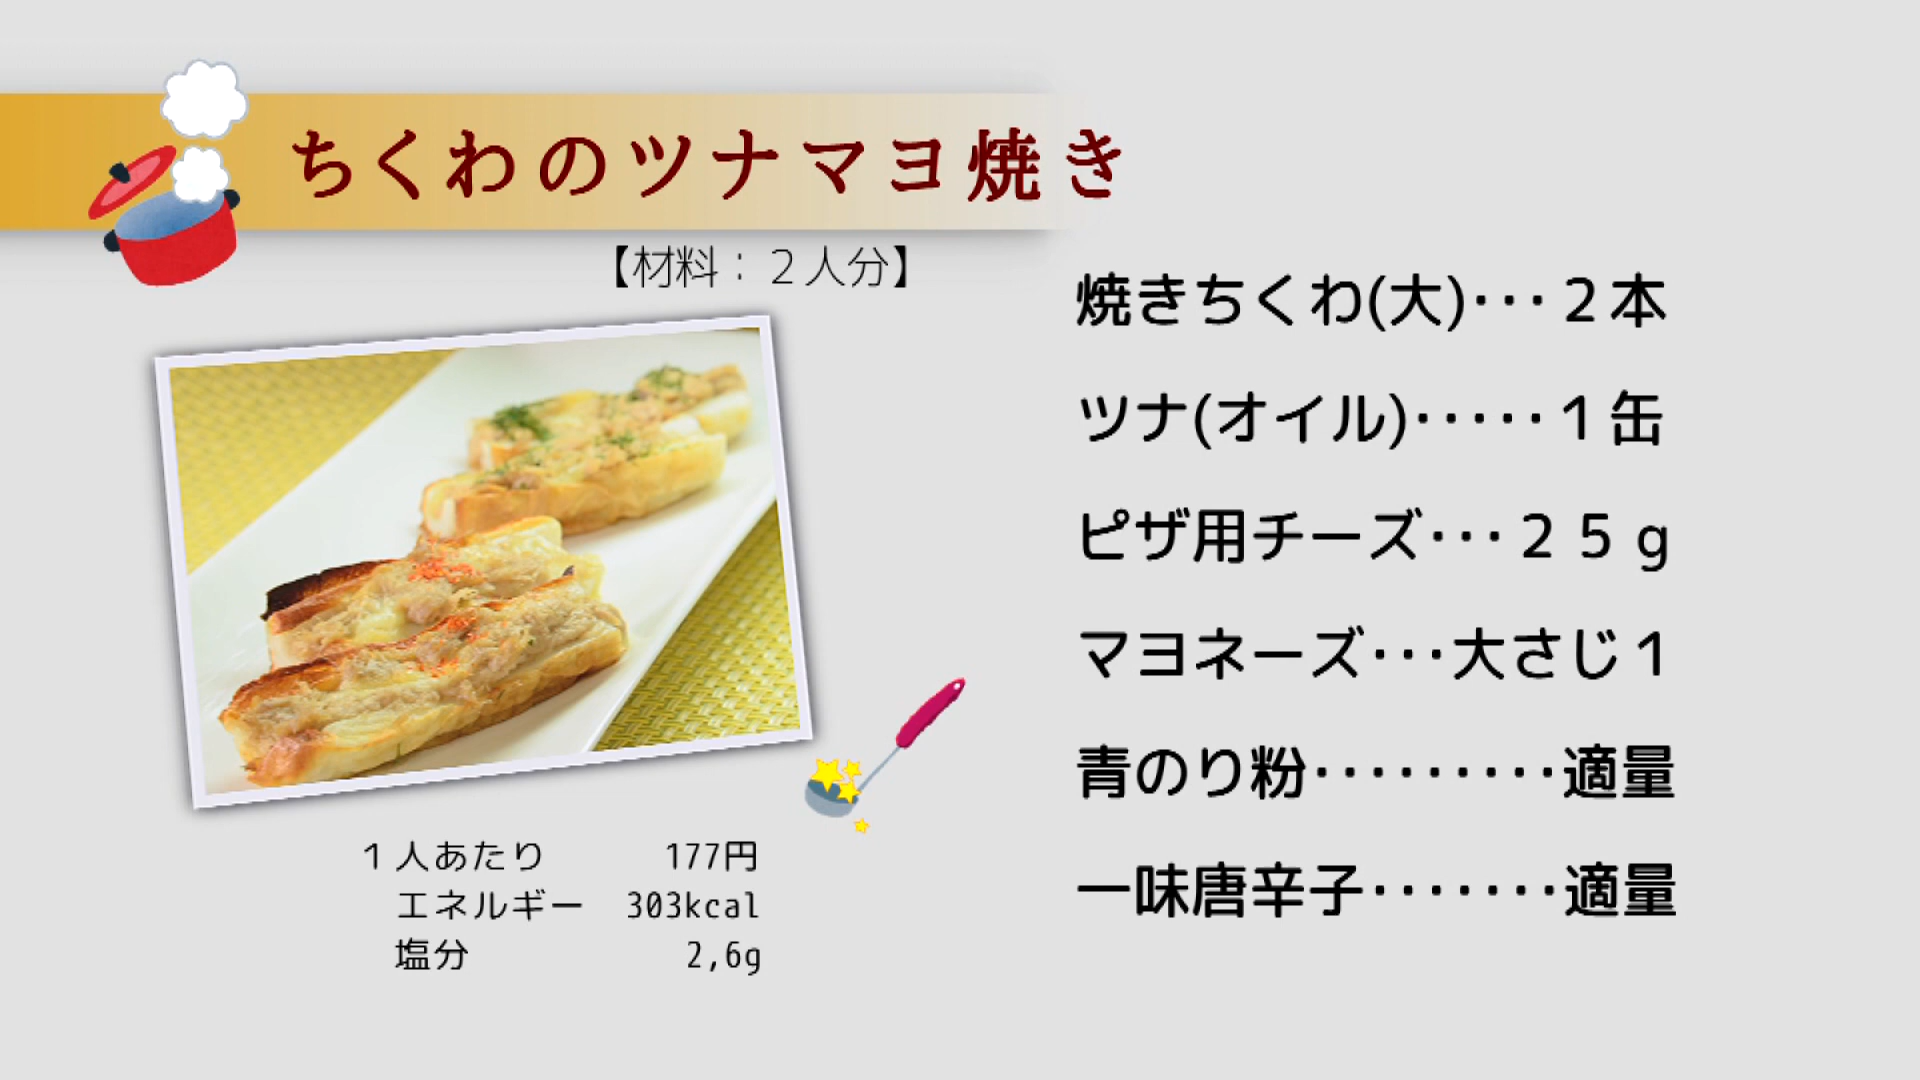 ちくわのツナマヨ焼き
【材料：２人分】
焼きちくわ(大)･･･２本
ツナ(オイル)･････１缶
ピザ用チーズ･･･２５ｇ
マヨネーズ･･･大さじ１
青のり粉･････････適量
一味唐辛子･･･････適量
１人あたり 177円
エネルギー 303kcal
塩分 2,6g